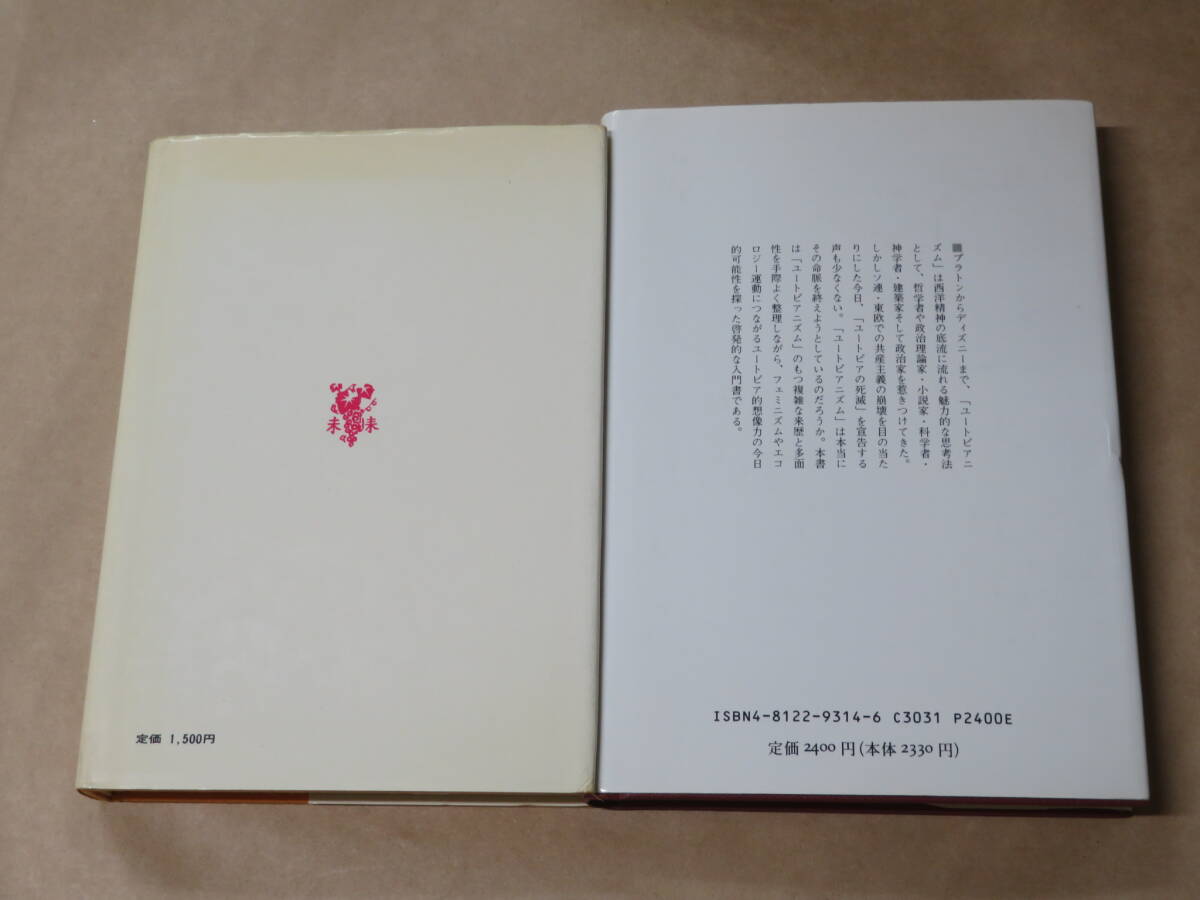 未 来
定価 1,500円
▩プラトンからディズニーまで、「ユートピアニ
ズム」は西洋精神の底流に流れる魅力的な思考法
として、哲学者や政治理論家・小説家・科学者・
神学者・建築家そして政治家を惹きつけてきた。
しかしソ連・東欧での共産主義の崩壊を目の当た
りにした今日、「ユートピアの死滅」を宣告する
声も少なくない。「ユートピアニズム」は本当に
その命脈を終えようとしているのだろうか。本書
は「ユートピアニズム」のもつ複雑な来歴と多面
性を手際よく整理しながら、フェミニズムやエコ
ロジー運動につながるユートピア的想像力の今日
的可能性を探った啓発的な入門書である。
ISBN4-8122-9314-6 C3031 P2400E
定価 2400 円(本体 2330 円)